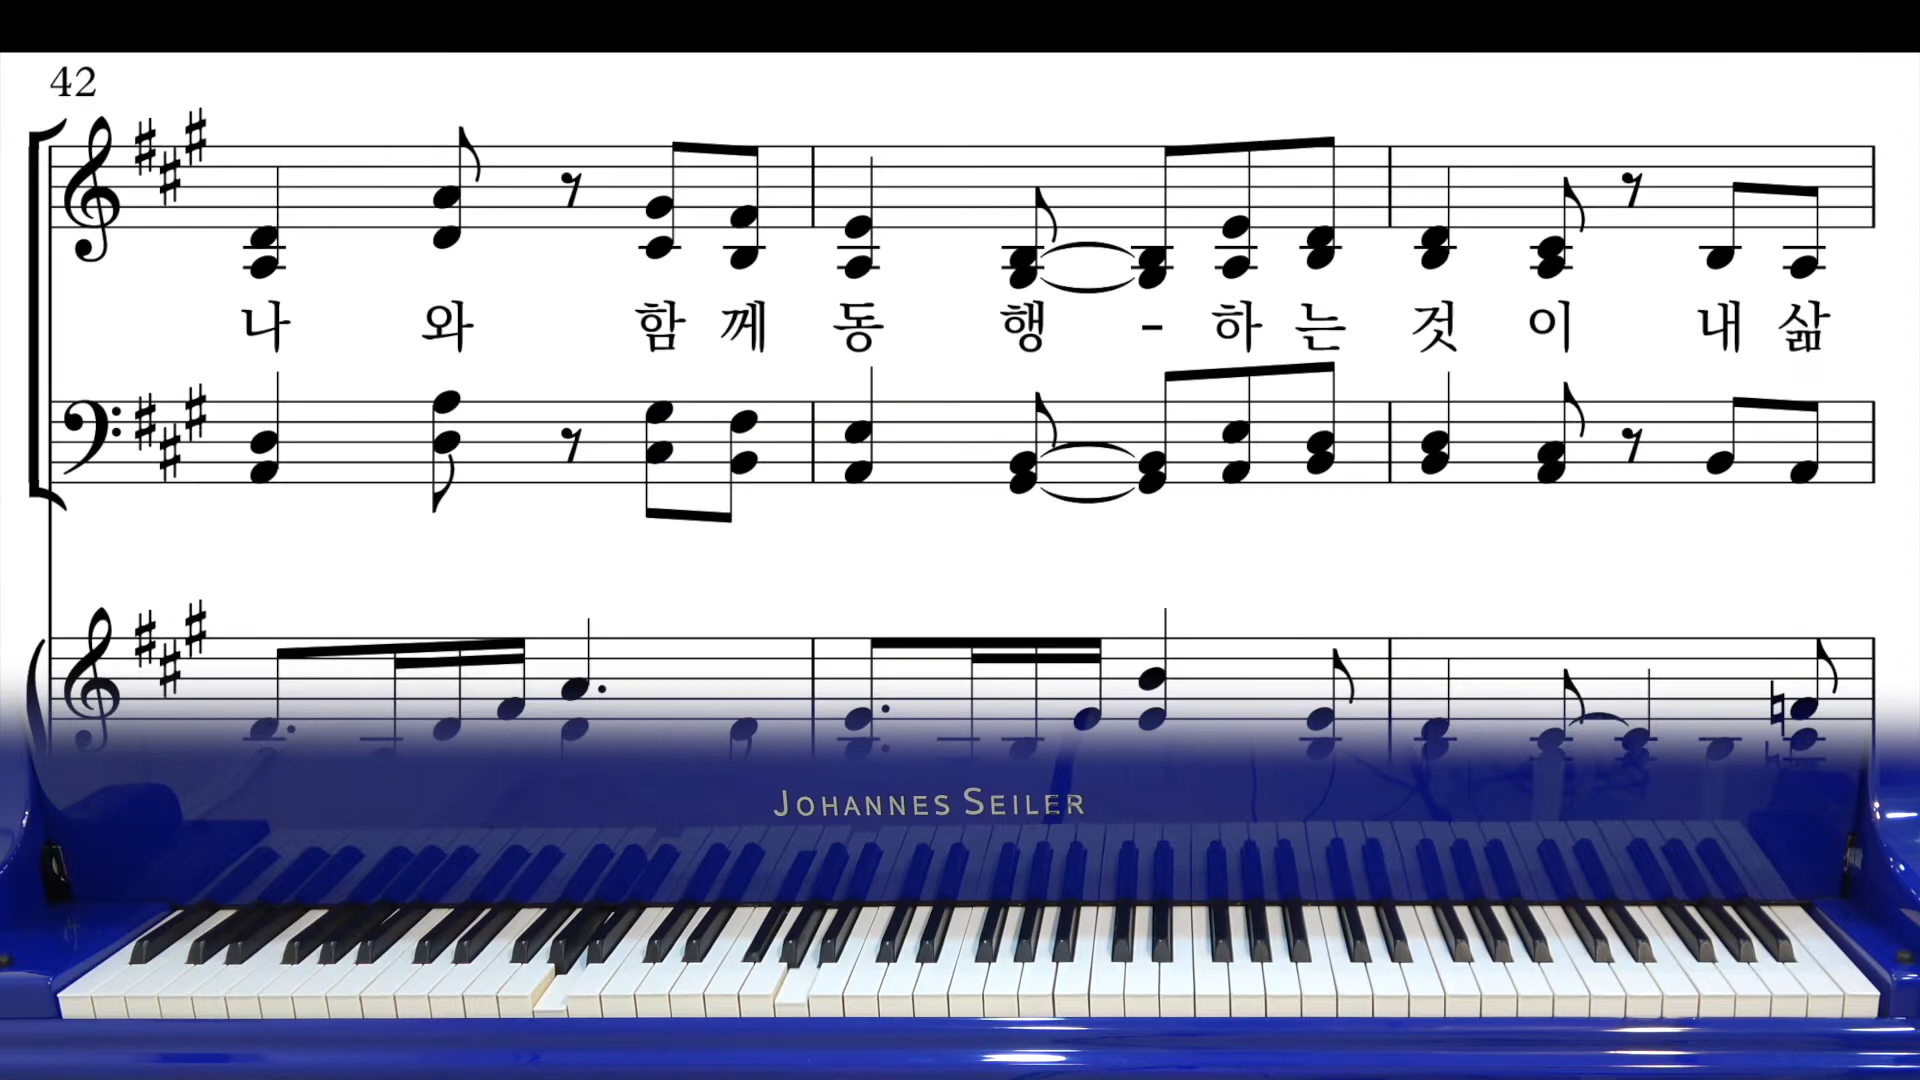 42
나 와 함 께 동 행 - 하 는 것 이 내 삶
JOHANNES SEILER